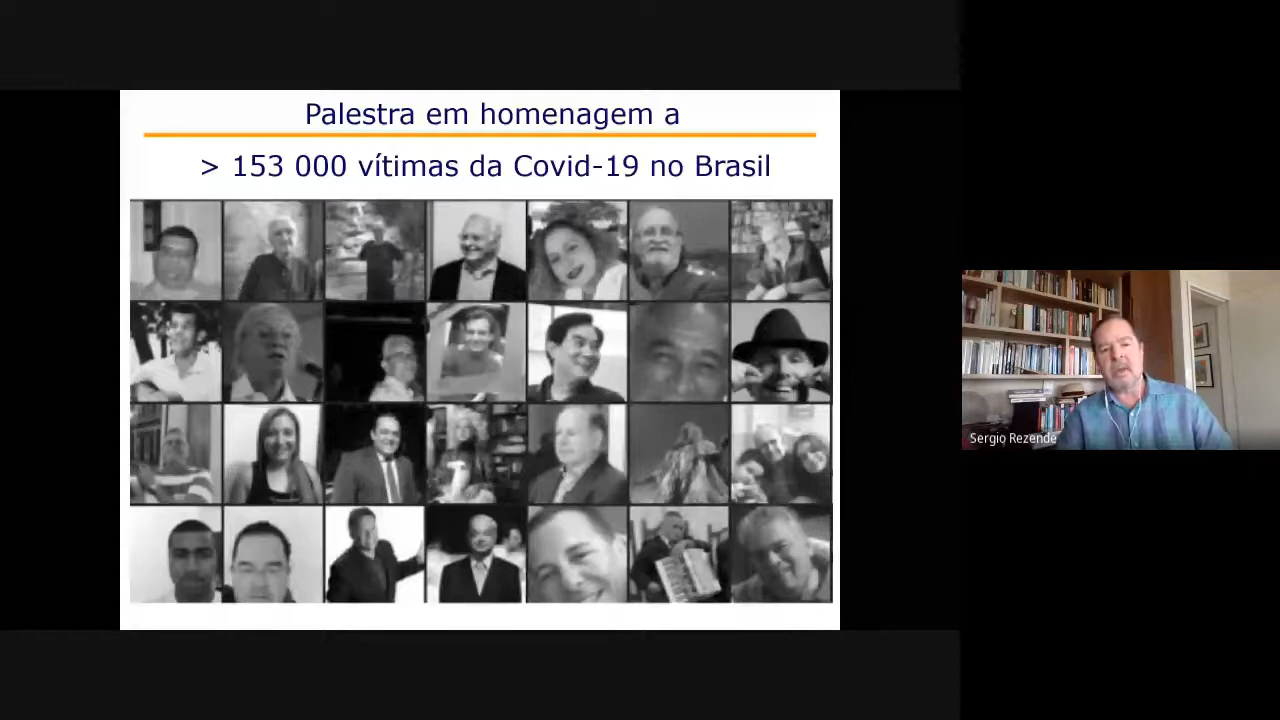 Palestra em homenagem a
> 153 000 vítimas da Covid-19 no Brasil
Sergio Rezende